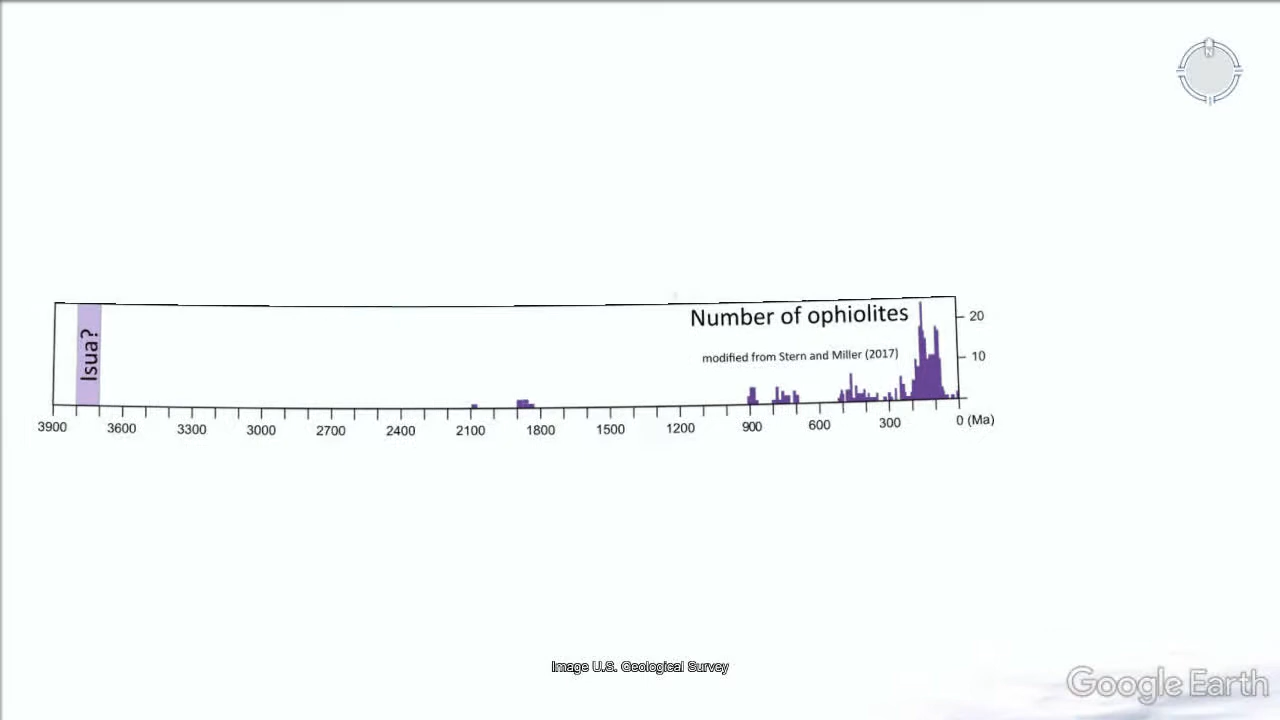 Number of ophiolites
modified from Stern and Miller (2017)
Isua?
20
10
3900 3600 3300 3000 2700 2400 2100 1800 1500 1200 900 600 300 0 (Ma)
N
Image U.S. Geological Survey
Google Earth